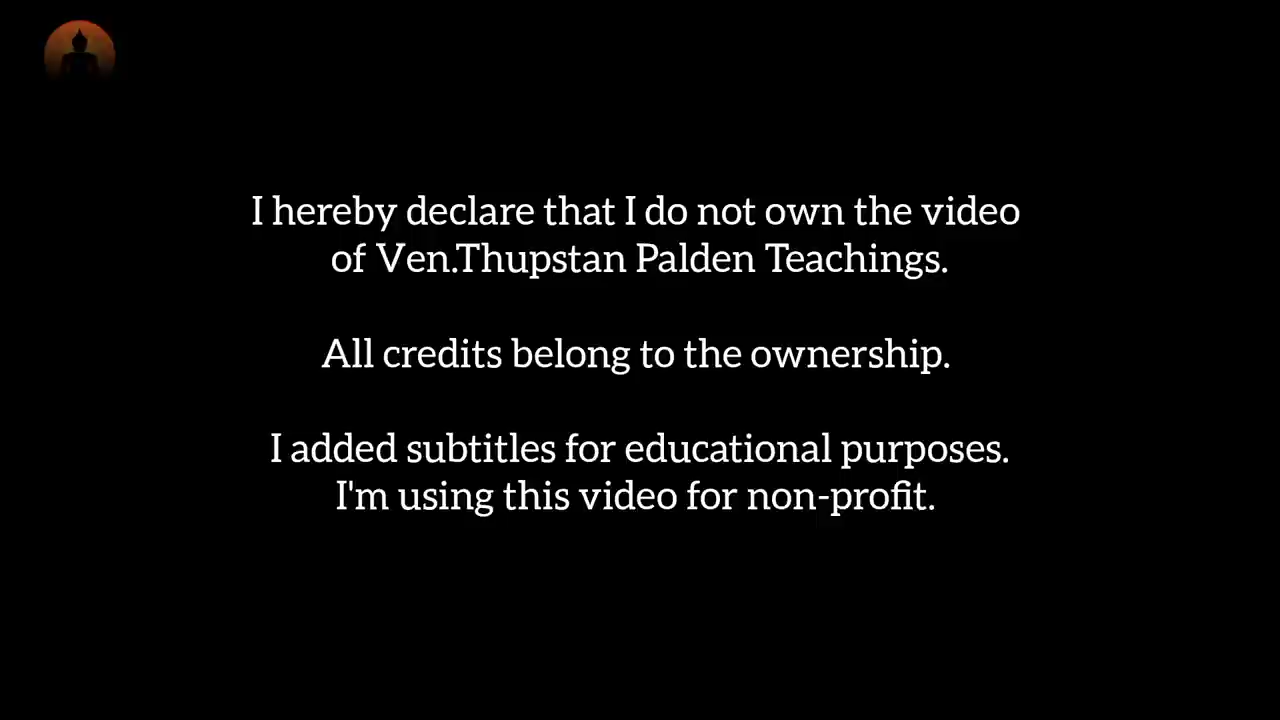 I hereby declare that I do not own the video
of Ven.Thupstan Palden Teachings.
All credits belong to the ownership.
I added subtitles for educational purposes.
I'm using this video for non-profit.